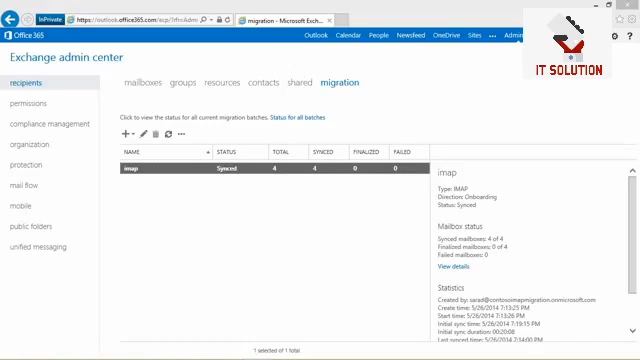 InPrivate https://outlook.office365.com/ecp/?rfr=Adm migration - Microsoft Exc...
Office 365 Outlook Calendar People Newsfeed OneDrive Sites ••• Admin
IT SOLUTION
Exchange admin center
recipients
permissions
compliance management
organization
protection
mail flow
mobile
public folders
unified messaging
mailboxes groups resources contacts shared migration
Click to view the status for all current migration batches. Status for all batches
NAME STATUS TOTAL SYNCED FINALIZED FAILED
imap Synced 4 4 0 0
1 selected of 1 total
imap
Type: IMAP
Direction: Onboarding
Status: Synced
Mailbox status
Synced mailboxes: 4 of 4
Finalized mailboxes: 0 of 4
Failed mailboxes: 0
View details
Statistics
Created by: sarad@contosoimapmigration.onmicrosoft.com
Create time: 5/26/2014 7:13:25 PM
Start time: 5/26/2014 7:13:26 PM
Initial sync time: 5/26/2014 7:19:15 PM
Initial sync duration: 00:20:08
Last synced time: 5/26/2014 7:14:00 PM